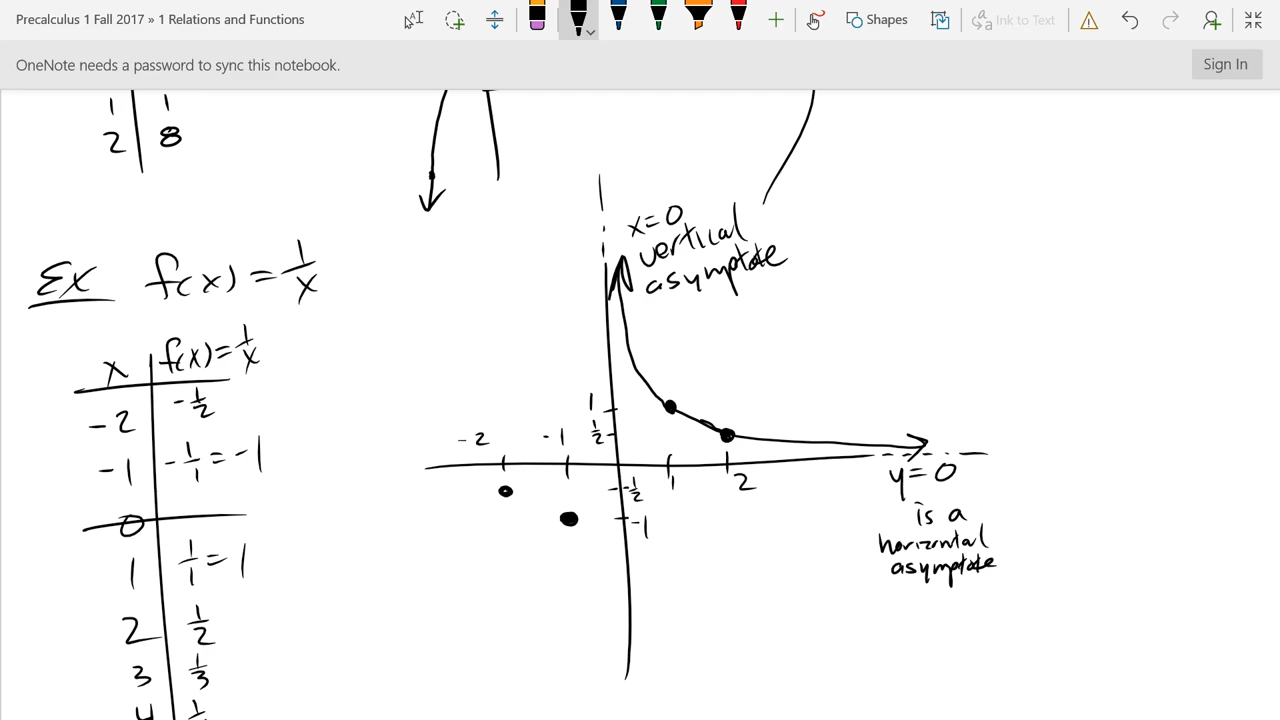 Precalculus 1 Fall 2017 » 1 Relations and Functions
Shapes
Ink to Text
OneNote needs a password to sync this notebook.
Sign In
1 1
2 8
Ex f(x) = 1/x
x f(x) = 1/x
-2 -1/2
-1 -1/1 = -1
0
1 1/1 = 1
2 1/2
3 1/3
4
x=0
vertical
asymptote
1
1/2
-2 -1
1 2
-1/2
-1
y=0
is a
horizontal
asymptote